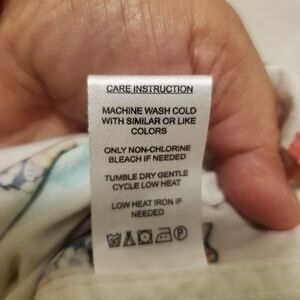 CARE INSTRUCTION
MACHINE WASH COLD
WITH SIMILAR OR LIKE
COLORS
ONLY NON-CHLORINE
BLEACH IF NEEDED
TUMBLE DRY GENTLE
CYCLE LOW HEAT
LOW HEAT IRON IF
NEEDED